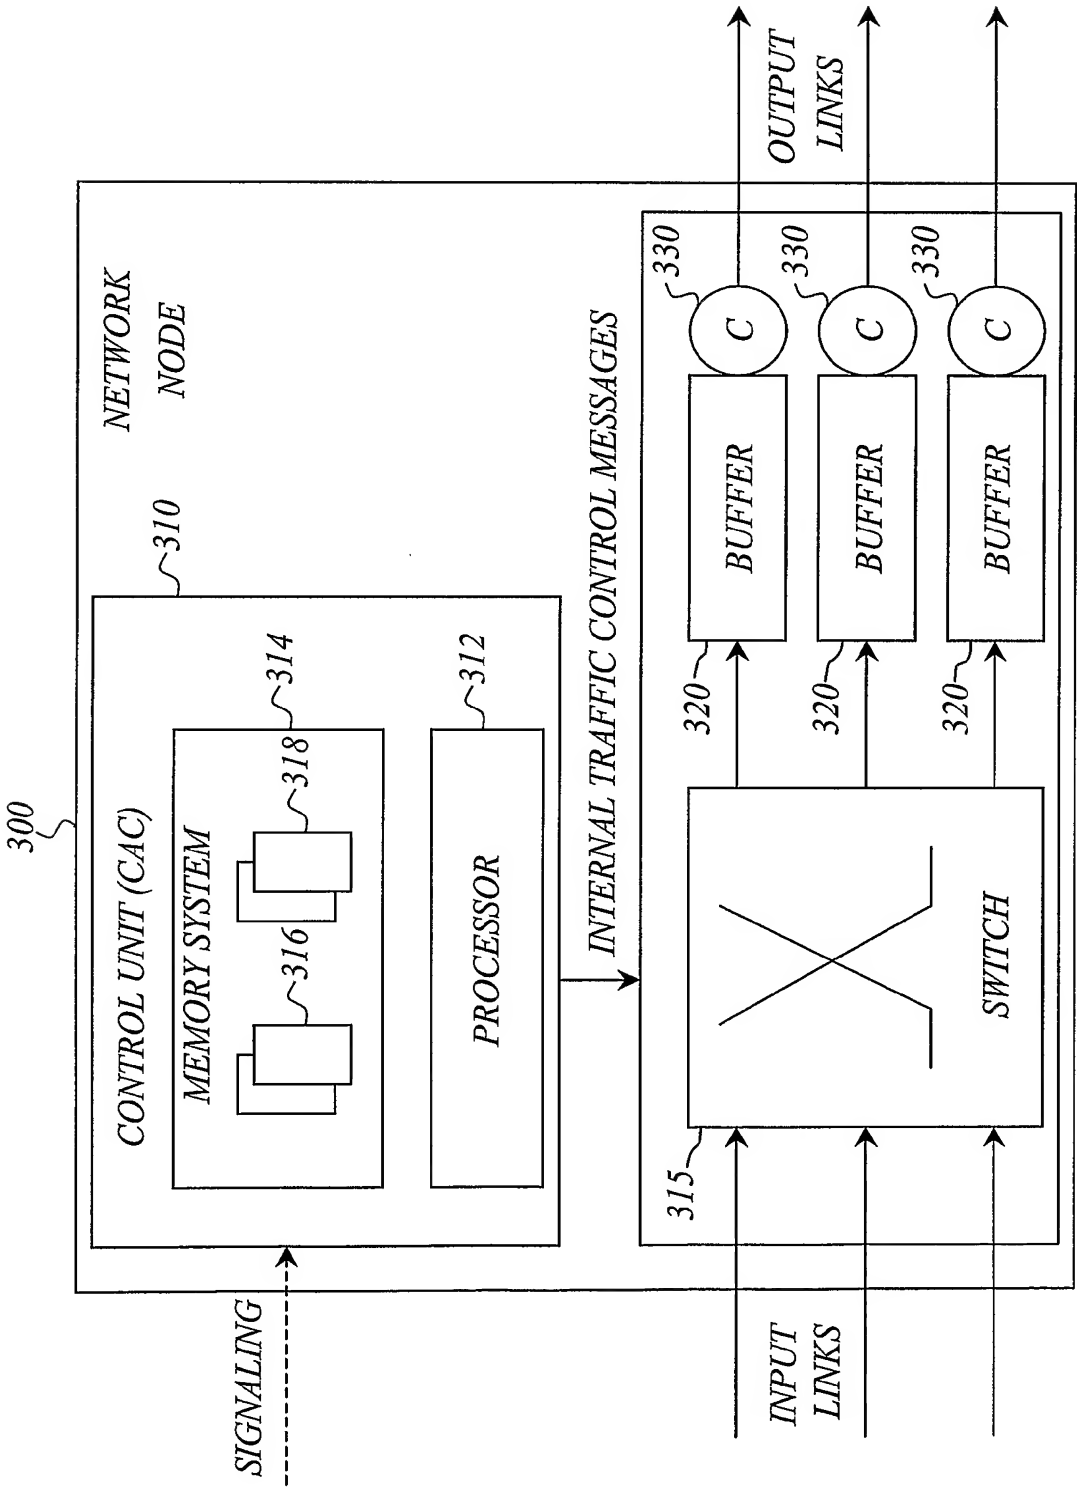 300
NETWORK
NODE
310
CONTROL UNIT (CAC)
MEMORY SYSTEM
314
316
318
PROCESSOR
312
SIGNALING
INTERNAL TRAFFIC CONTROL MESSAGES
INPUT
LINKS
315
SWITCH
320
BUFFER
C
330
320
BUFFER
C
330
320
BUFFER
C
330
OUTPUT
LINKS